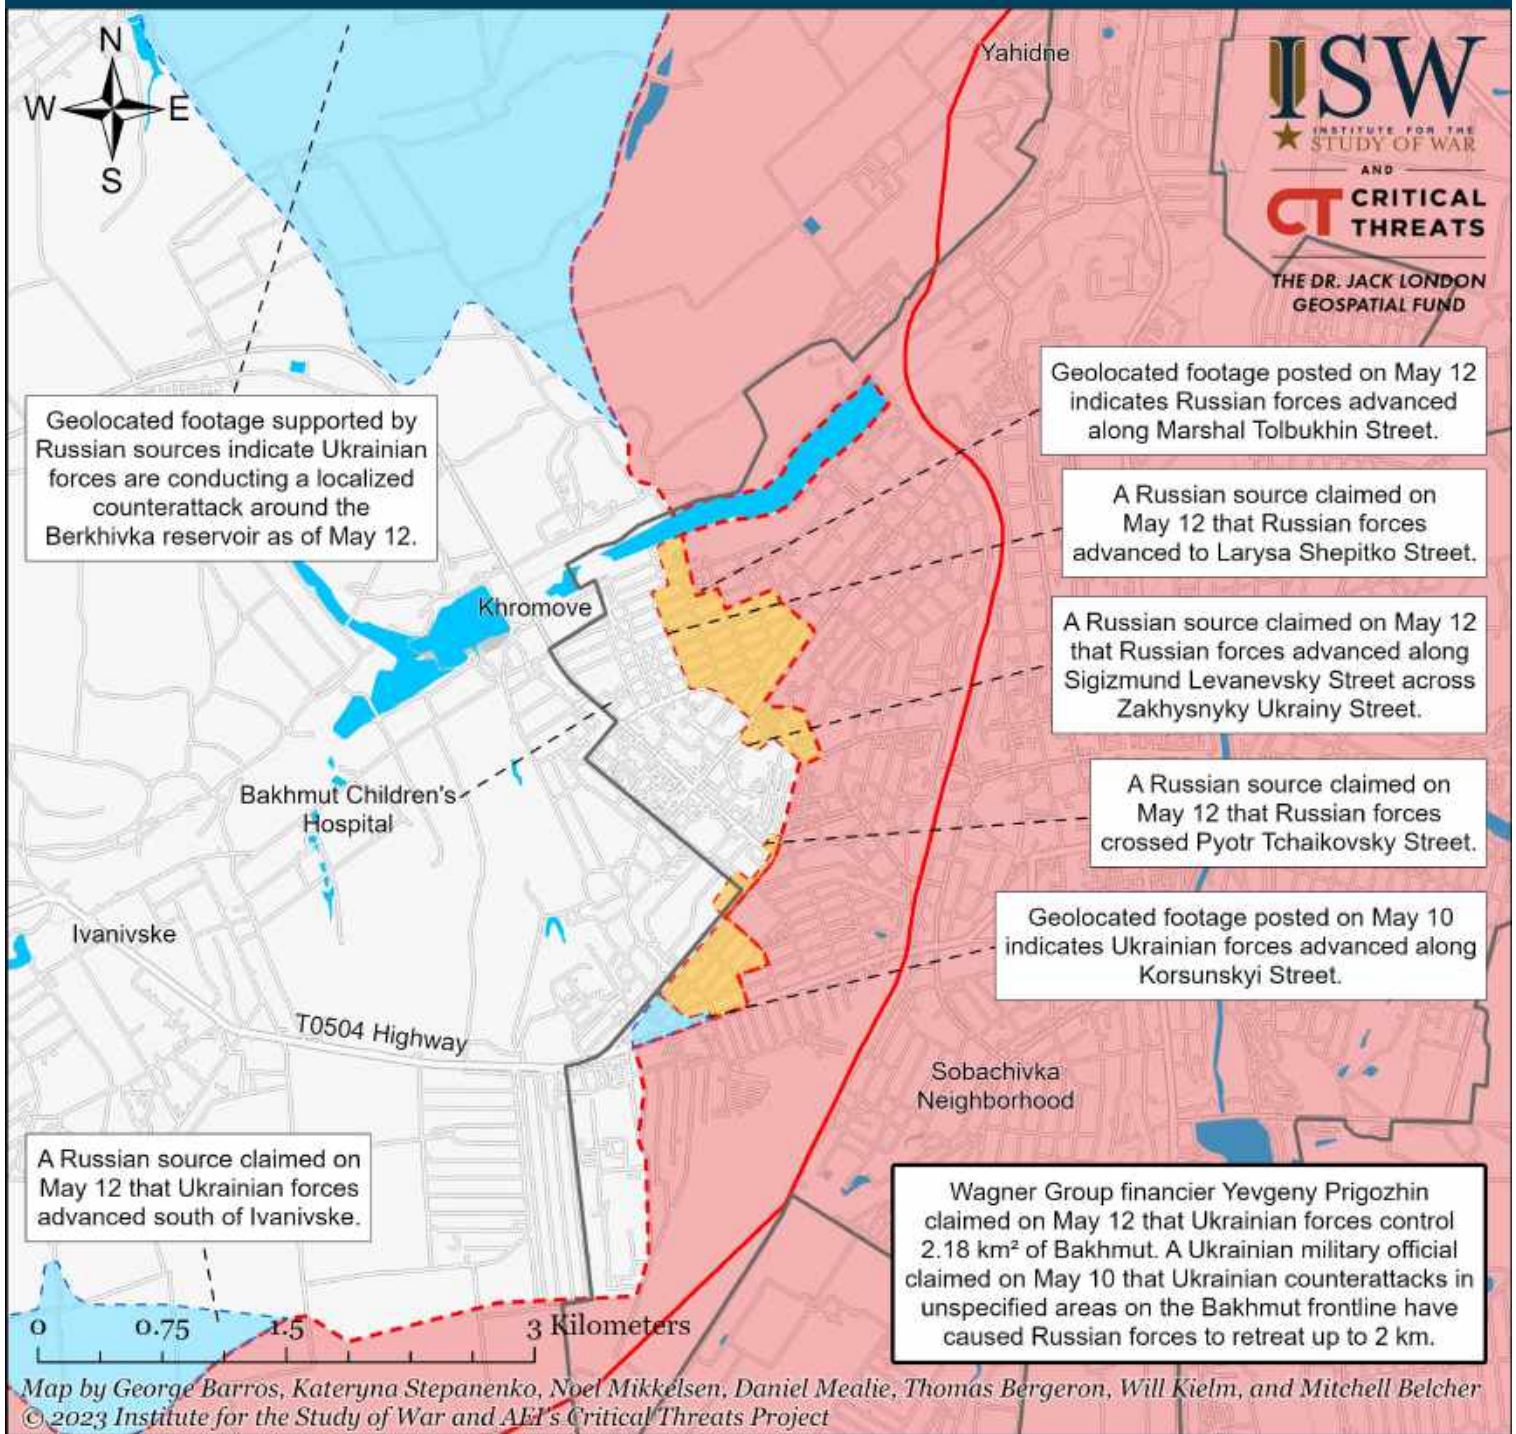 N
W E
S
Yahidne
ISW
INSTITUTE FOR THE
STUDY OF WAR
AND
CT CRITICAL
THREATS
THE DR. JACK LONDON
GEOSPATIAL FUND
Geolocated footage posted on May 12
indicates Russian forces advanced
along Marshal Tolbukhin Street.
Geolocated footage supported by
Russian sources indicate Ukrainian
forces are conducting a localized
counterattack around the
Berkhivka reservoir as of May 12.
A Russian source claimed on
May 12 that Russian forces
advanced to Larysa Shepitko Street.
Khromove
A Russian source claimed on May 12
that Russian forces advanced along
Sigizmund Levanevsky Street across
Zakhysnyky Ukrainy Street.
Bakhmut Children's
Hospital
A Russian source claimed on
May 12 that Russian forces
crossed Pyotr Tchaikovsky Street.
Ivanivske
Geolocated footage posted on May 10
indicates Ukrainian forces advanced along
Korsunskyi Street.
T0504 Highway
Sobachivka
Neighborhood
A Russian source claimed on
May 12 that Ukrainian forces
advanced south of Ivanivske.
Wagner Group financier Yevgeny Prigozhin
claimed on May 12 that Ukrainian forces control
2.18 km² of Bakhmut. A Ukrainian military official
claimed on May 10 that Ukrainian counterattacks in
unspecified areas on the Bakhmut frontline have
caused Russian forces to retreat up to 2 km.
0 0.75 1.5 3 Kilometers
Map by George Barros, Kateryna Stepanenko, Noel Mikkelsen, Daniel Mealie, Thomas Bergeron, Will Kielm, and Mitchell Belcher
© 2023 Institute for the Study of War and AEI's Critical Threats Project